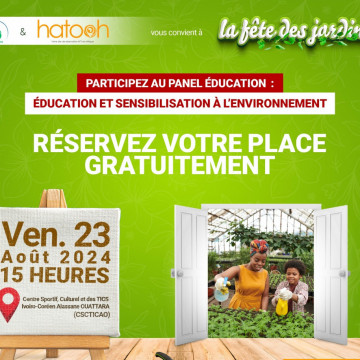 & hatooh vous convient à la fête des jardin
PARTICIPEZ AU PANEL ÉDUCATION :
ÉDUCATION ET SENSIBILISATION À L'ENVIRONNEMENT
RÉSERVEZ VOTRE PLACE
GRATUITEMENT
Ven. 23
Août 2024
15 HEURES
Centre Sportif, Culturel et des TICS
Ivoiro-Coréen Alassane OUATTARA
(CSCTICAO)